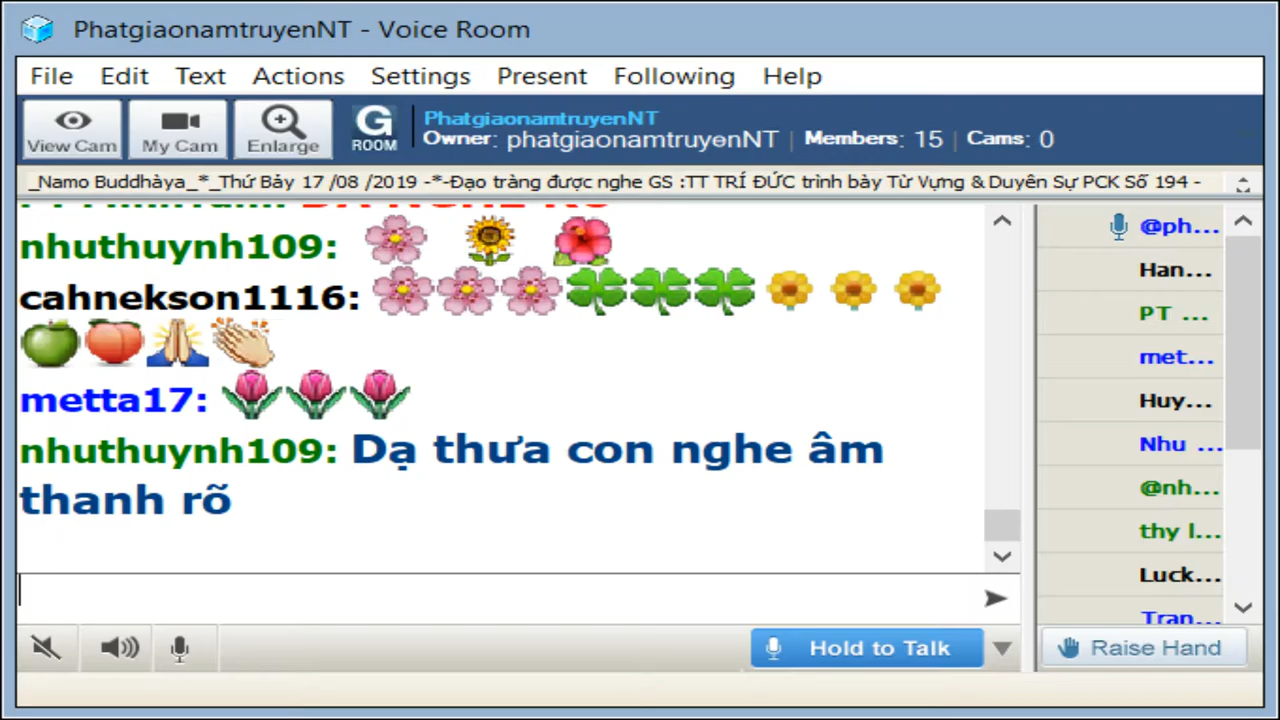 PhatgiaonamtruyenNT - Voice Room
File Edit Text Actions Settings Present Following Help
View Cam My Cam Enlarge G ROOM
PhatgiaonamtruyenNT
Owner: phatgiaonamtruyenNT | Members: 15 | Cams: 0
_Namo Buddhàya_*_Thứ Bảy 17 /08 /2019 -*-Đạo tràng được nghe GS :TT TRÍ ĐỨC trình bày Từ Vựng & Duyên Sự PCK Số 194 -
nhuthuynh109:
cahnekson1116:
metta17:
nhuthuynh109: Dạ thưa con nghe âm
thanh rõ
@ph...
Han...
PT ...
met...
Huy...
Nhu ...
@nh...
thy l...
Luck...
Tran...
Hold to Talk
Raise Hand